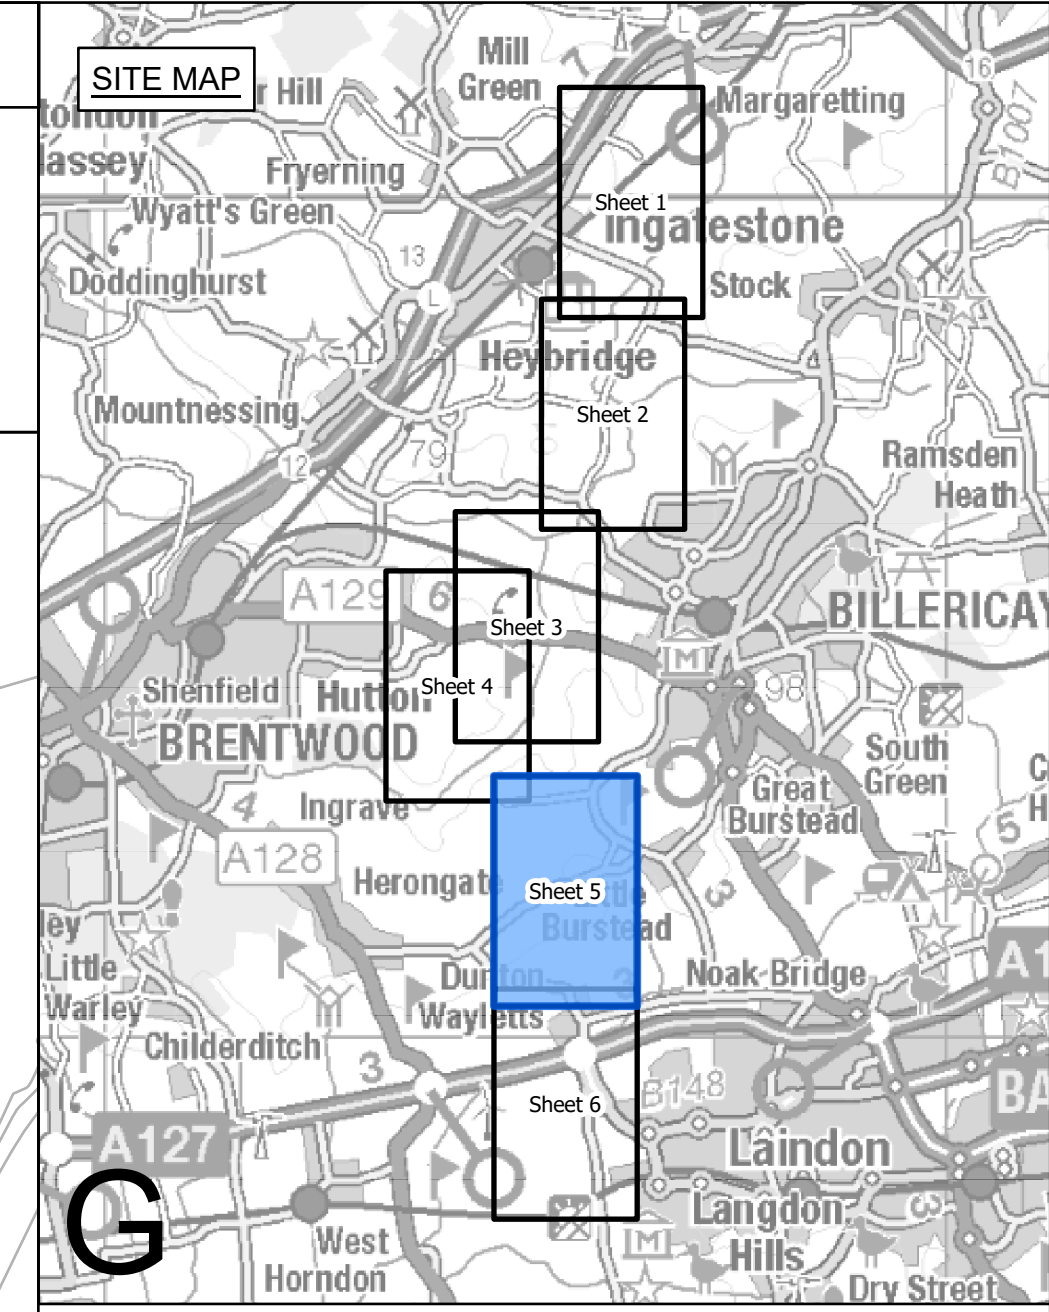 SITE MAP
Mill
Green
16
B1007
Margaretting
Fryerning
Wyatt's Green
Sheet 1
Ingatestone
13
Doddinghurst
L
L
Stock
Heybridge
Mountnessing
Sheet 2
79
12
Ramsden
Heath
A129
6
BILLERICAY
Sheet 3
Shenfield
Hutton
Sheet 4
98
BRENTWOOD
South
Green
Great
Burstead
4
Ingrave
5
A128
Herongate
Sheet 5
3
Burstead
Little
Warley
Dunton
Wayletts
3
Noak Bridge
Childerditch
3
B148
Sheet 6
A127
Laindon
8
G
Langdon
Hills
3
West
Horndon
Dry Street